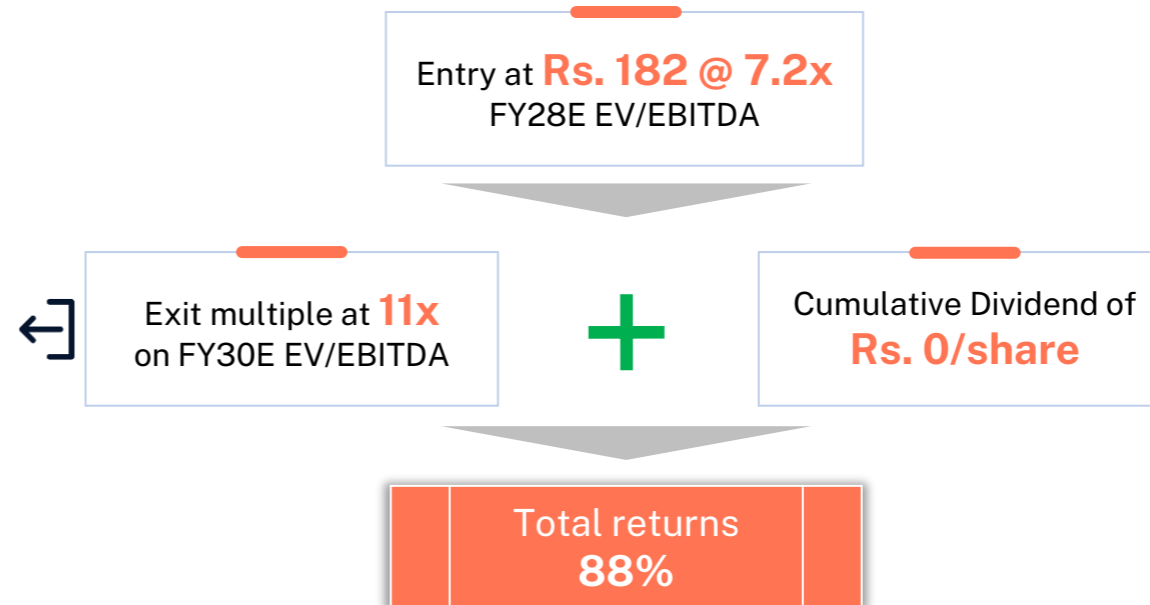 Entry at Rs. 182 @ 7.2x
FY28E EV/EBITDA
Exit multiple at 11x
on FY30E EV/EBITDA
Cumulative Dividend of
Rs. 0/share
Total returns
88%